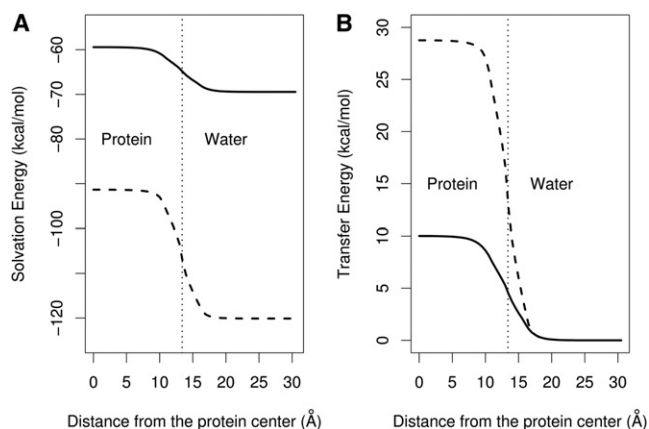 A
Solvation Energy (kcal/mol)
−60
−70
−80
−100
−120
Protein
Water
0 5 10 15 20 25 30
Distance from the protein center (Å)
B
Transfer Energy (kcal/mol)
30
25
20
15
10
5
0
Protein
Water
0 5 10 15 20 25 30
Distance from the protein center (Å)